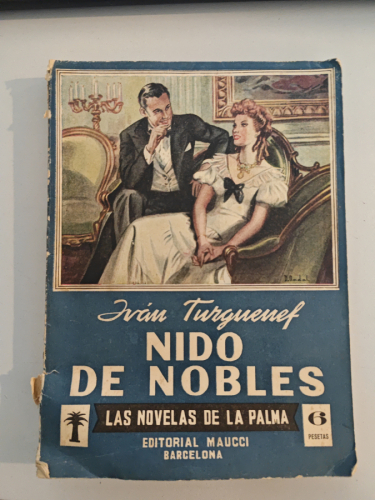 Iván Turguenef
NIDO
DE NOBLES
LAS NOVELAS DE LA PALMA
6
PESETAS
EDITORIAL MAUCCI
BARCELONA